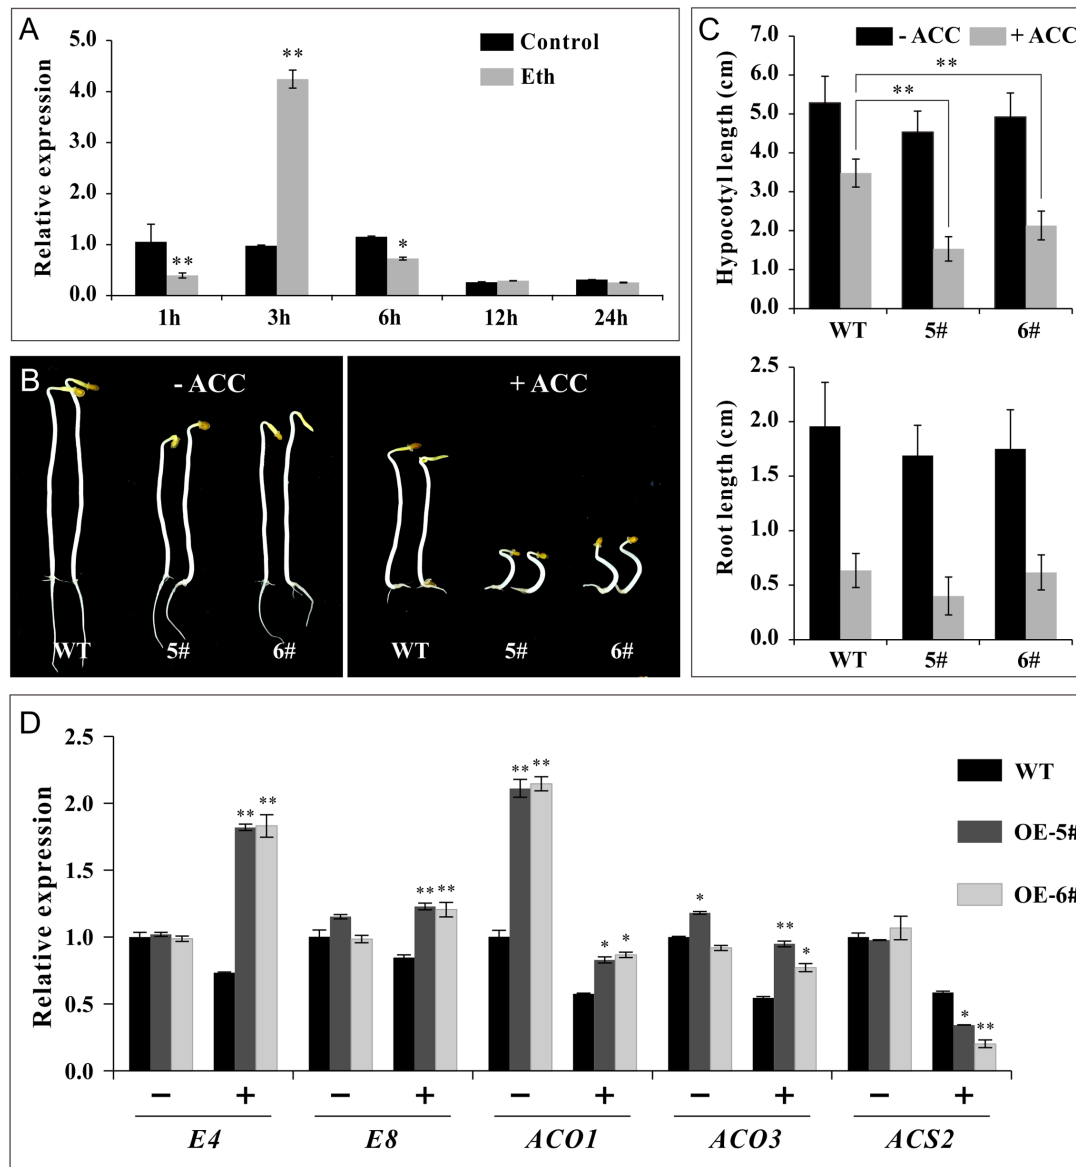 A
Relative expression
5.0
4.0
3.0
2.0
1.0
0.0
Control
Eth
**
**
*
1h 3h 6h 12h 24h
B
- ACC
WT 5# 6#
+ ACC
WT 5# 6#
C
- ACC + ACC
Hypocotyl length (cm)
7.0
6.0
5.0
4.0
3.0
2.0
1.0
0.0
**
**
WT 5# 6#
Root length (cm)
2.5
2.0
1.5
1.0
0.5
0.0
WT 5# 6#
D
Relative expression
2.5
2.0
1.5
1.0
0.5
0.0
WT
OE-5#
OE-6#
** **
** **
** **
* *
*
** *
* **
− + − + − + − + − +
E4 E8 ACO1 ACO3 ACS2